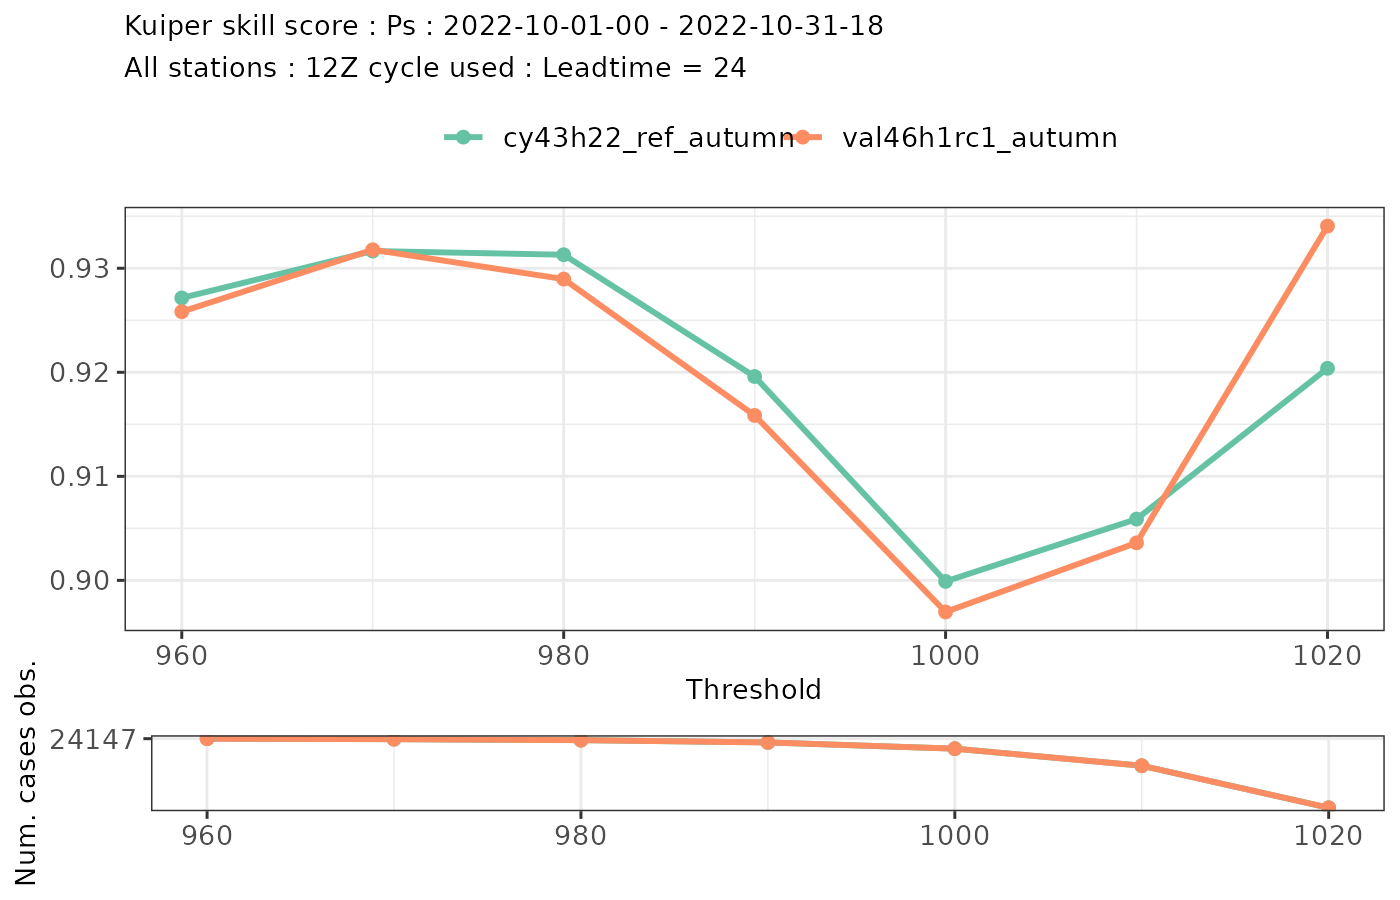 Kuiper skill score : Ps : 2022-10-01-00 - 2022-10-31-18
All stations : 12Z cycle used : Leadtime = 24
cy43h22_ref_autumn val46h1rc1_autumn
0.93
0.92
0.91
0.90
960 980 1000 1020
Threshold
Num. cases obs.
24147
960 980 1000 1020